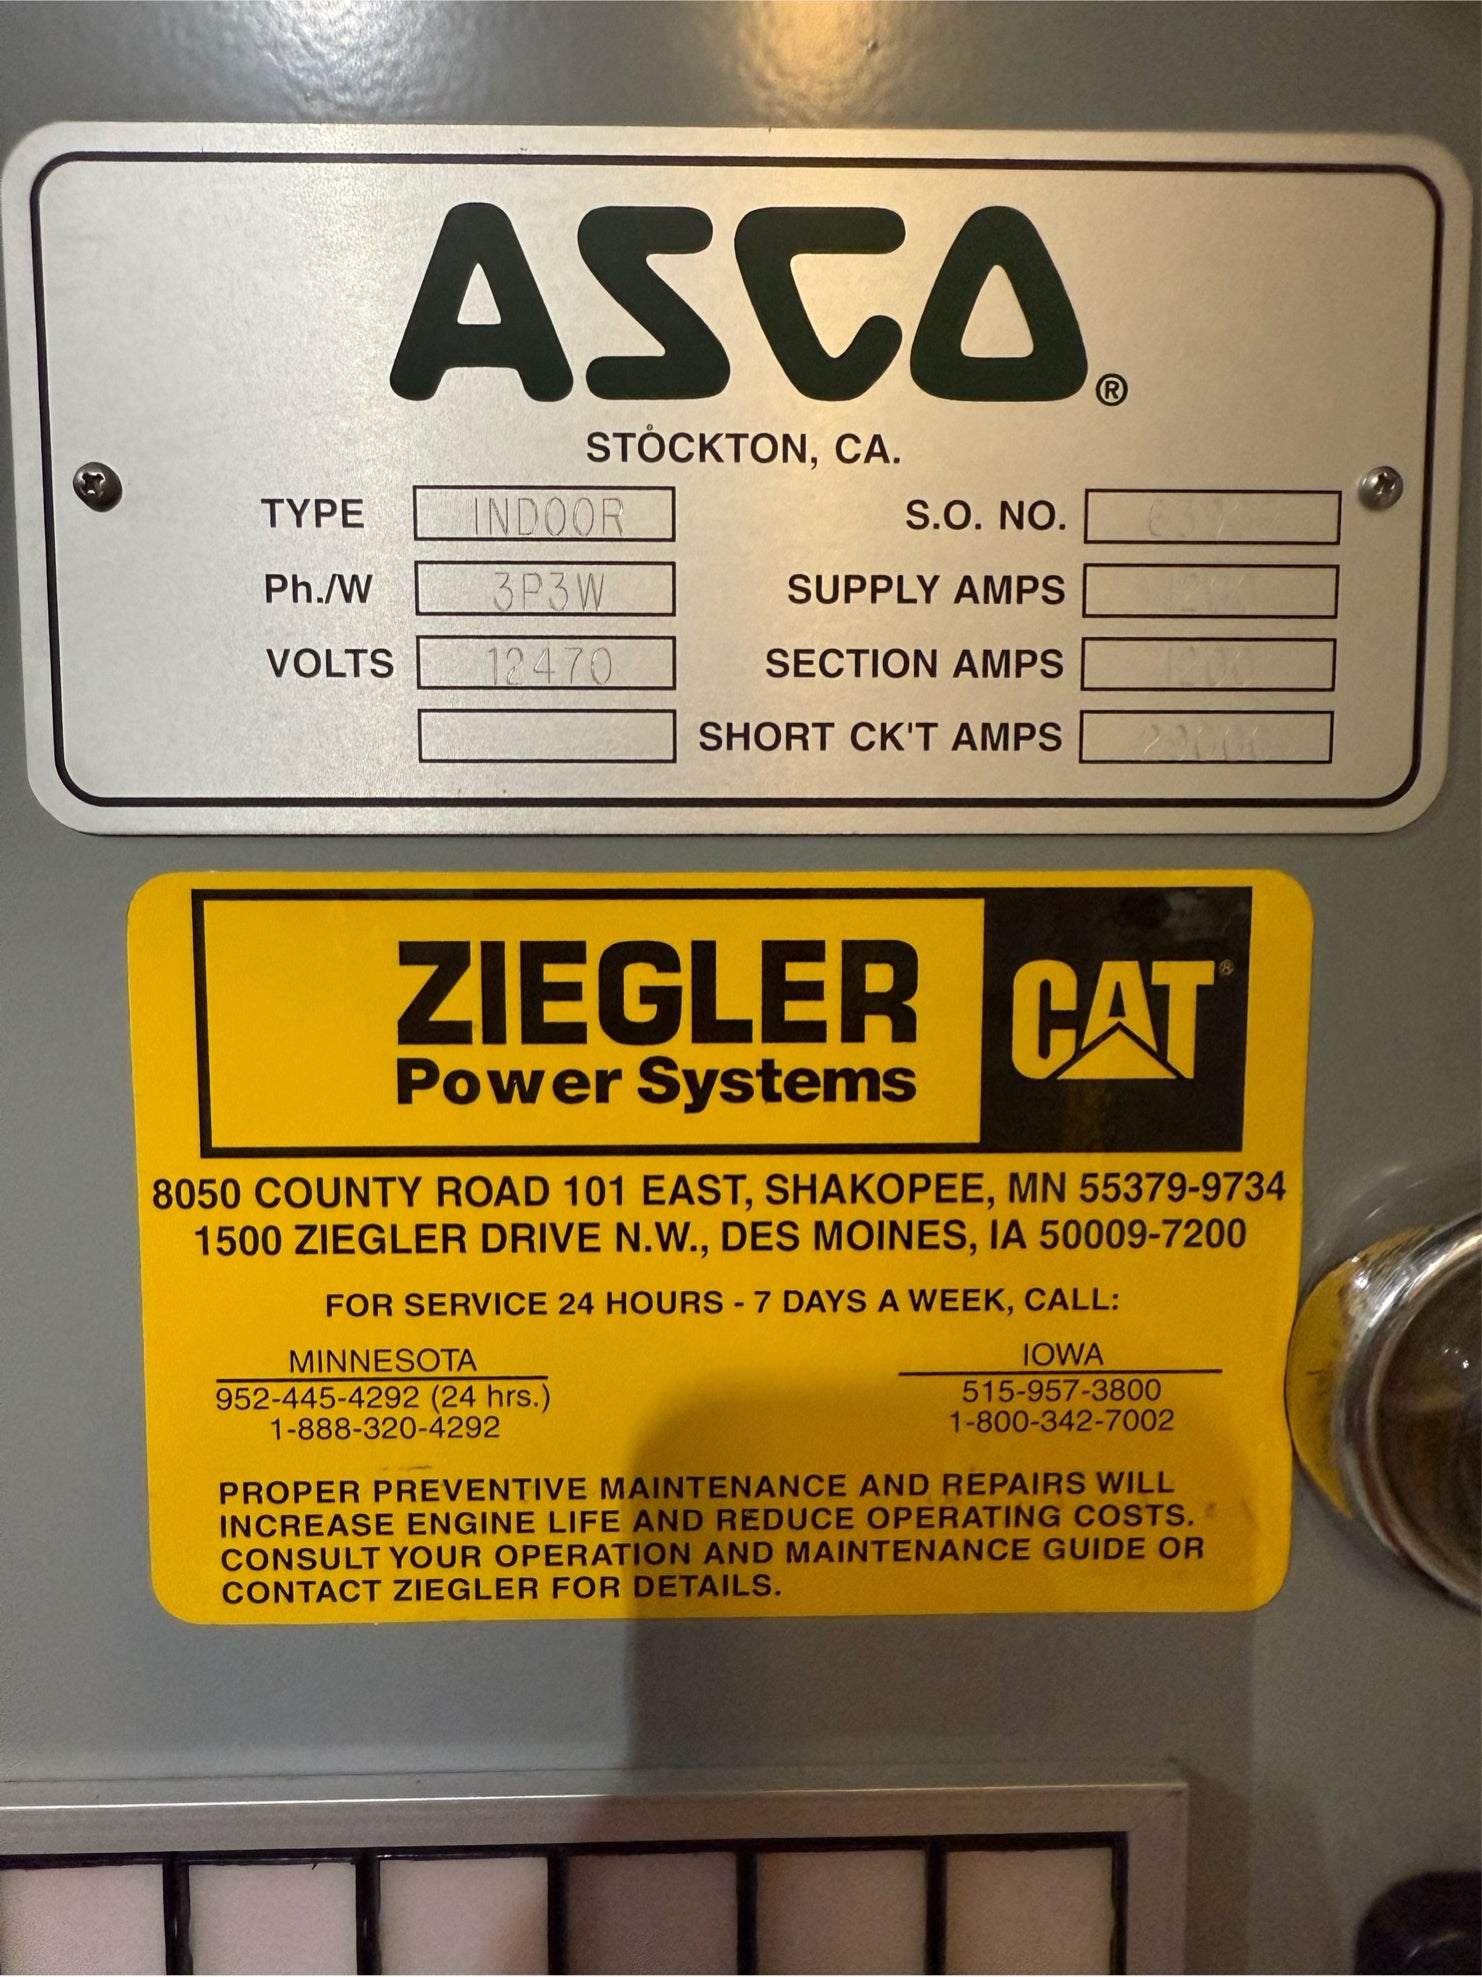 ASCO®
STOCKTON, CA.
TYPE INDOOR S.O. NO.
Ph./W 3P3W SUPPLY AMPS
VOLTS 12470 SECTION AMPS 1200
SHORT CK'T AMPS
ZIEGLER CAT®
Power Systems
8050 COUNTY ROAD 101 EAST, SHAKOPEE, MN 55379-9734
1500 ZIEGLER DRIVE N.W., DES MOINES, IA 50009-7200
FOR SERVICE 24 HOURS - 7 DAYS A WEEK, CALL:
MINNESOTA IOWA
952-445-4292 (24 hrs.) 515-957-3800
1-888-320-4292 1-800-342-7002
PROPER PREVENTIVE MAINTENANCE AND REPAIRS WILL
INCREASE ENGINE LIFE AND REDUCE OPERATING COSTS.
CONSULT YOUR OPERATION AND MAINTENANCE GUIDE OR
CONTACT ZIEGLER FOR DETAILS.